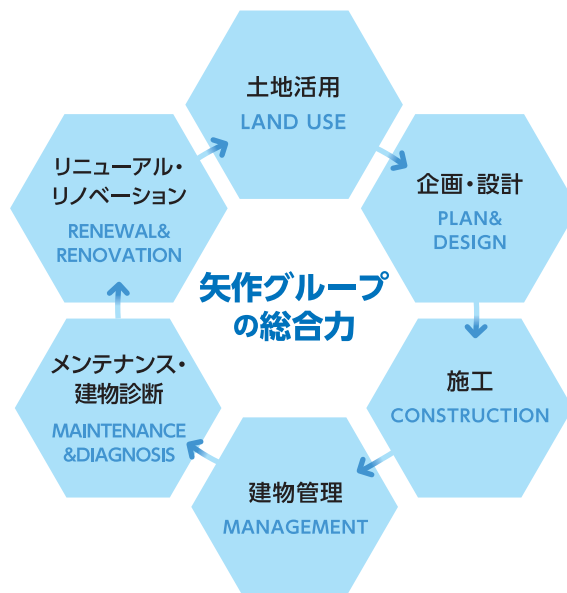 土地活用
LAND USE
企画・設計
PLAN&
DESIGN
施工
CONSTRUCTION
建物管理
MANAGEMENT
メンテナンス・
建物診断
MAINTENANCE
&DIAGNOSIS
リニューアル・
リノベーション
RENEWAL&
RENOVATION
矢作グループ
の総合力